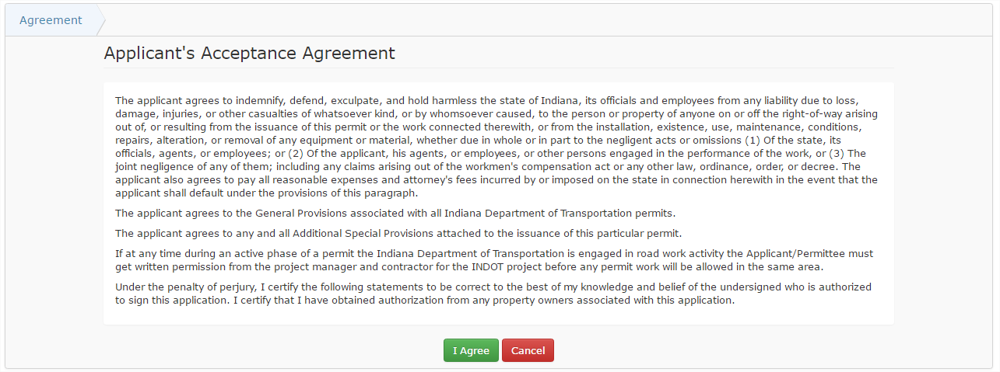 Agreement
Applicant's Acceptance Agreement
The applicant agrees to indemnify, defend, exculpate, and hold harmless the state of Indiana, its officials and employees from any liability due to loss,
damage, injuries, or other casualties of whatsoever kind, or by whomsoever caused, to the person or property of anyone on or off the right-of-way arising
out of, or resulting from the issuance of this permit or the work connected therewith, or from the installation, existence, use, maintenance, conditions,
repairs, alteration, or removal of any equipment or material, whether due in whole or in part to the negligent acts or omissions (1) Of the state, its
officials, agents, or employees; or (2) Of the applicant, his agents, or employees, or other persons engaged in the performance of the work, or (3) The
joint negligence of any of them; including any claims arising out of the workmen's compensation act or any other law, ordinance, order, or decree. The
applicant also agrees to pay all reasonable expenses and attorney's fees incurred by or imposed on the state in connection herewith in the event that the
applicant shall default under the provisions of this paragraph.
The applicant agrees to the General Provisions associated with all Indiana Department of Transportation permits.
The applicant agrees to any and all Additional Special Provisions attached to the issuance of this particular permit.
If at any time during an active phase of a permit the Indiana Department of Transportation is engaged in road work activity the Applicant/Permittee must
get written permission from the project manager and contractor for the INDOT project before any permit work will be allowed in the same area.
Under the penalty of perjury, I certify the following statements to be correct to the best of my knowledge and belief of the undersigned who is authorized
to sign this application. I certify that I have obtained authorization from any property owners associated with this application.
I Agree Cancel